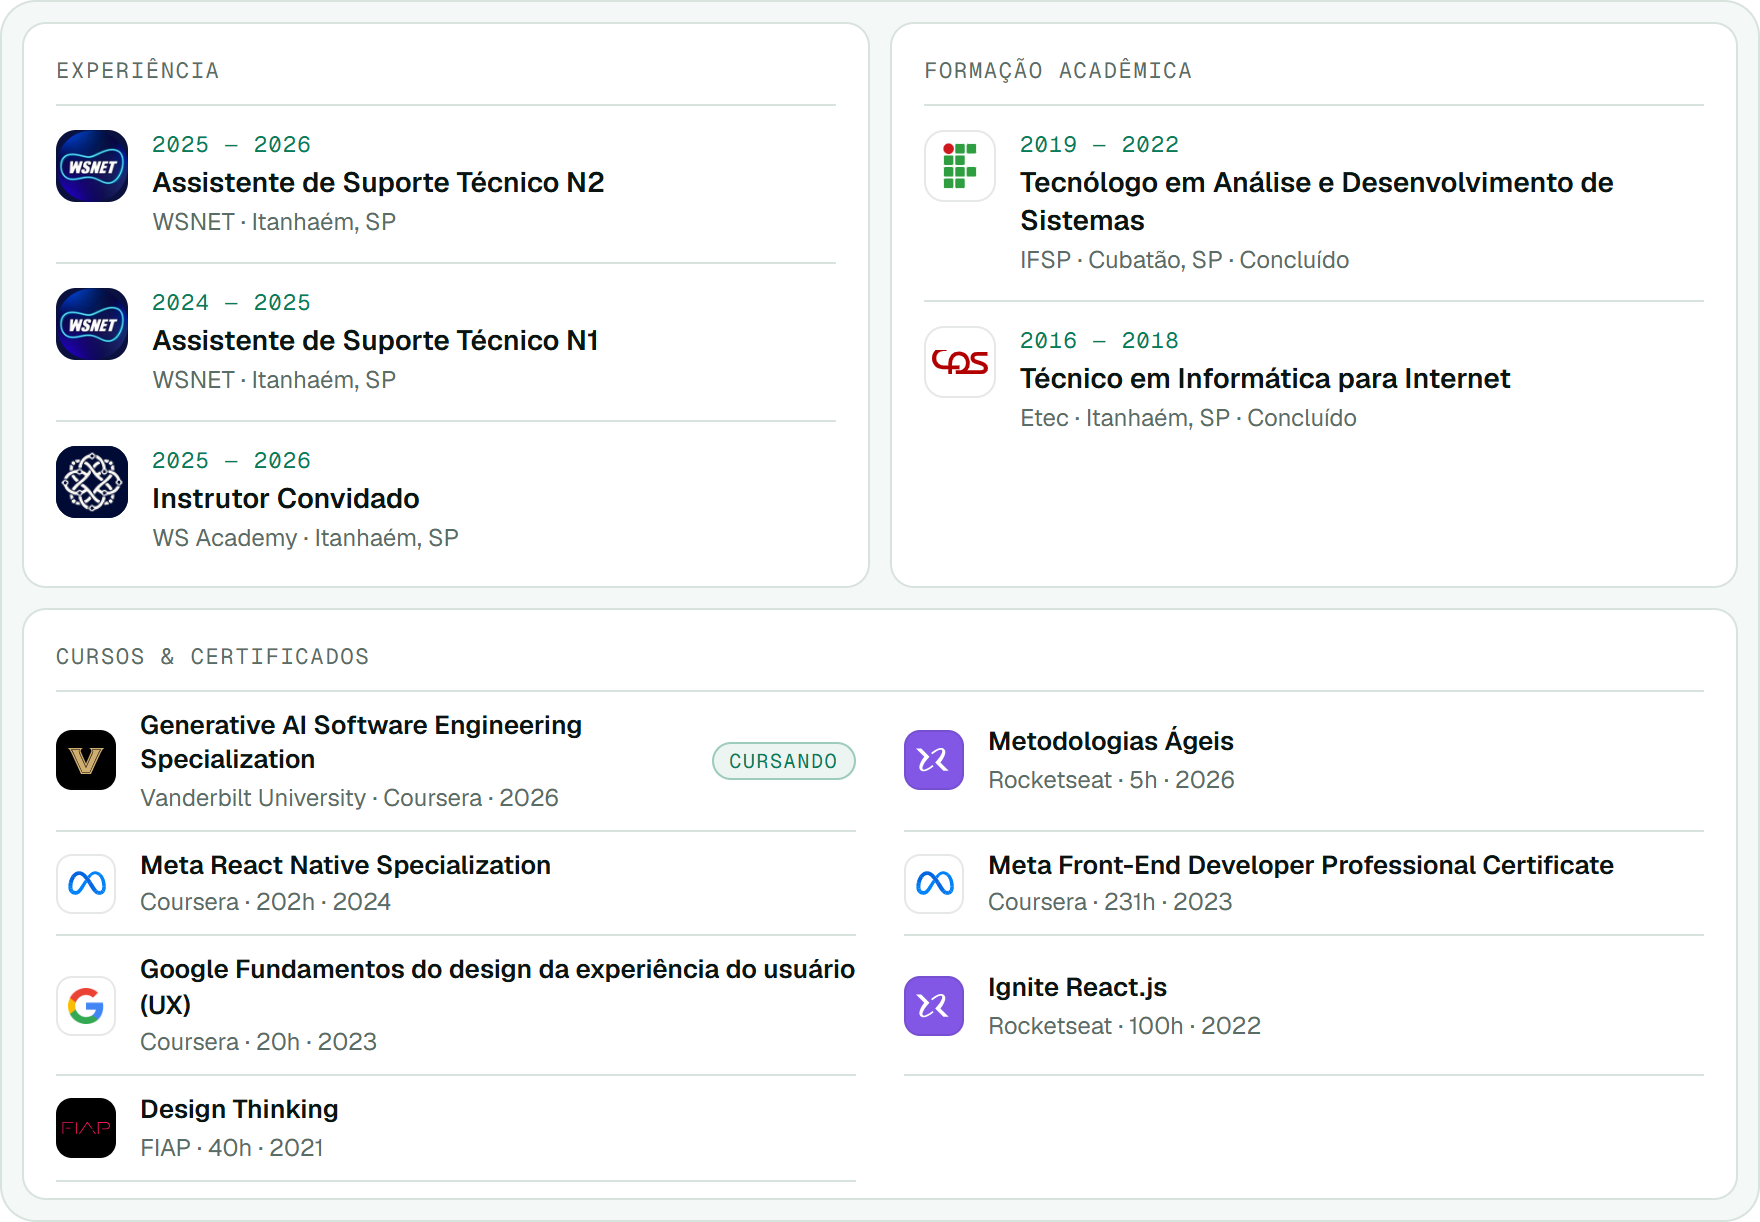 EXPERIÊNCIA
WSNET
2025 — 2026
Assistente de Suporte Técnico N2
WSNET · Itanhaém, SP
WSNET
2024 — 2025
Assistente de Suporte Técnico N1
WSNET · Itanhaém, SP
2025 — 2026
Instrutor Convidado
WS Academy · Itanhaém, SP
FORMAÇÃO ACADÊMICA
2019 — 2022
Tecnólogo em Análise e Desenvolvimento de
Sistemas
IFSP · Cubatão, SP · Concluído
CPS
2016 — 2018
Técnico em Informática para Internet
Etec · Itanhaém, SP · Concluído
CURSOS & CERTIFICADOS
V
Generative AI Software Engineering
Specialization
Vanderbilt University · Coursera · 2026
CURSANDO
Metodologias Ágeis
Rocketseat · 5h · 2026
Meta React Native Specialization
Coursera · 202h · 2024
Meta Front-End Developer Professional Certificate
Coursera · 231h · 2023
G
Google Fundamentos do design da experiência do usuário
(UX)
Coursera · 20h · 2023
Ignite React.js
Rocketseat · 100h · 2022
FIAP
Design Thinking
FIAP · 40h · 2021